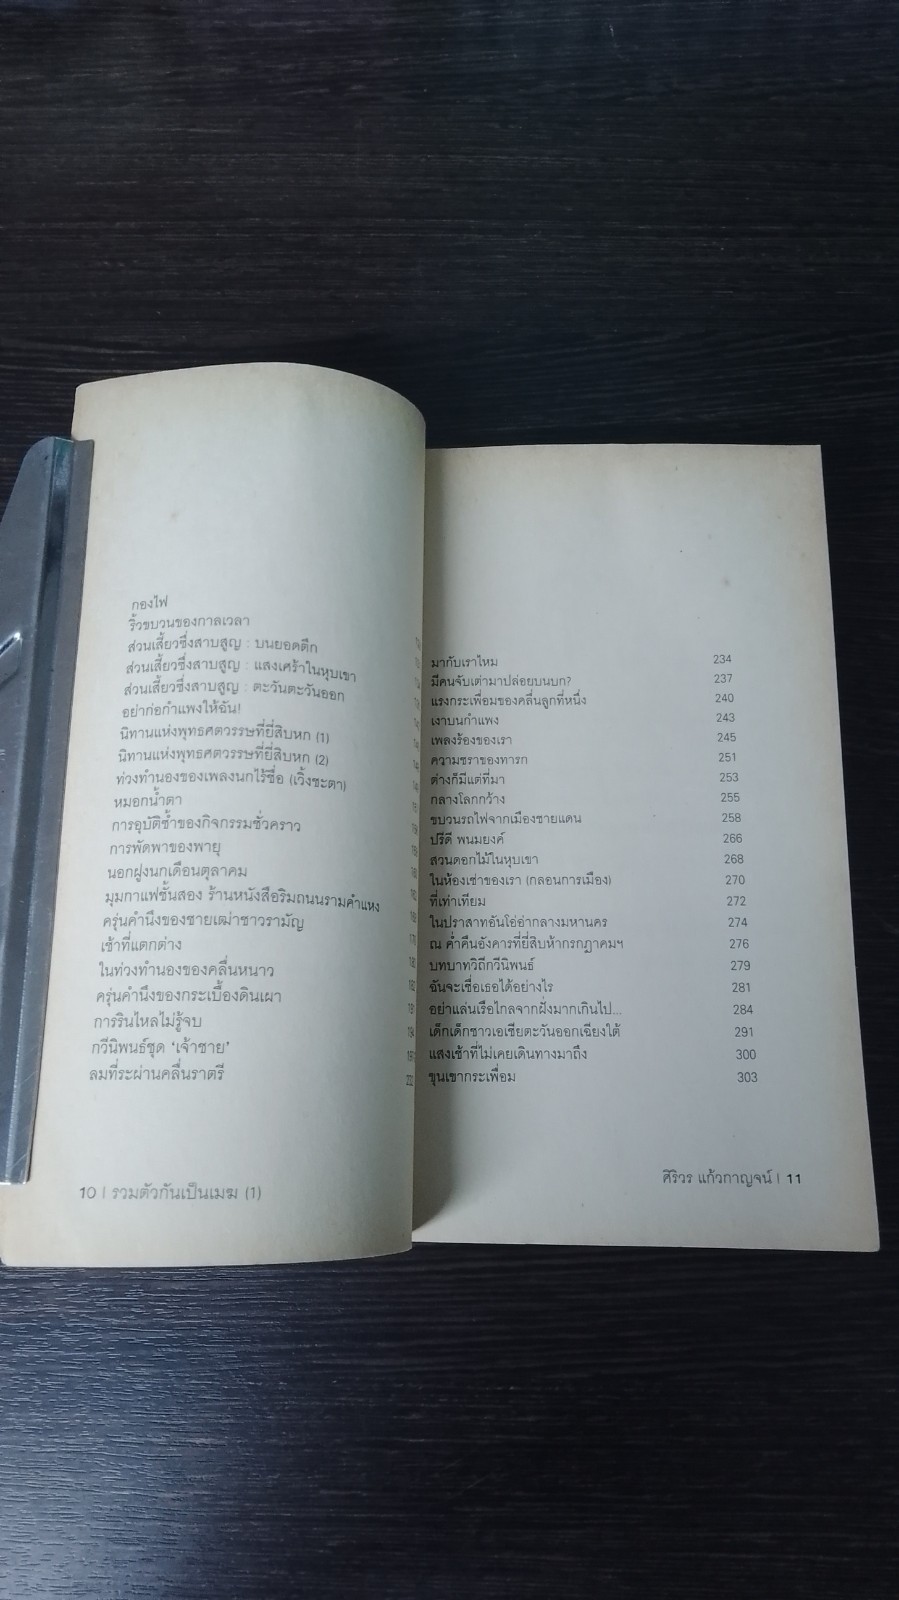 กองไฟ
ริ้วขบวนของกาลเวลา
ส่วนเสี้ยวซึ่งสาบสูญ : บนยอดตึก
ส่วนเสี้ยวซึ่งสาบสูญ : แสงเศร้าในหุบเขา
ส่วนเสี้ยวซึ่งสาบสูญ : ตะวันตะวันออก
อย่าก่อกำแพงให้ฉัน!
นิทานแห่งพุทธศตวรรษที่ยี่สิบหก (1)
นิทานแห่งพุทธศตวรรษที่ยี่สิบหก (2)
ท่วงทำนองของเพลงนกไร้ชื่อ (เวิ้งชะตา)
หมอกน้ำตา
การอุบัติซ้ำของกิจกรรมชั่วคราว
การพัดพาของพายุ
นอกฝูงนกเดือนตุลาคม
มุมกาแฟชั้นสอง ร้านหนังสือริมถนนรามคำแหง
ครุ่นคำนึงของชายเฒ่าชาวรามัญ
เช้าที่แตกต่าง
ในท่วงทำนองของคลื่นหนาว
ครุ่นคำนึงของกระเบื้องดินเผา
การรินไหลไม่รู้จบ
กวีนิพนธ์ชุด 'เจ้าชาย'
ลมที่ระผ่านคลื่นราตรี
10 | รวมตัวกันเป็นเมฆ (1)
มากับเราไหม 234
มีคนจับเต่ามาปล่อยบนบก? 237
แรงกระเพื่อมของคลื่นลูกที่หนึ่ง 240
เงาบนกำแพง 243
เพลงร้องของเรา 245
ความชราของทารก 251
ต่างก็มีแต่ที่มา 253
กลางโลกกว้าง 255
ขบวนรถไฟจากเมืองชายแดน 258
ปรีดี พนมยงค์ 266
สวนดอกไม้ในหุบเขา 268
ในห้องเช่าของเรา (กลอนการเมือง) 270
ที่เท่าเทียม 272
ในปราสาทอันโอ่อ่ากลางมหานคร 274
ณ ค่ำคืนอังคารที่ยี่สิบห้ากรกฎาคมฯ 276
บทบาทวิถีกวีนิพนธ์ 279
ฉันจะเชื่อเธอได้อย่างไร 281
อย่าแล่นเรือไกลจากฝั่งมากเกินไป... 284
เด็กเด็กชาวเอเชียตะวันออกเฉียงใต้ 291
แสงเช้าที่ไม่เคยเดินทางมาถึง 300
ขุนเขากระเพื่อม 303
ศิริวร แก้วกาญจน์ | 11